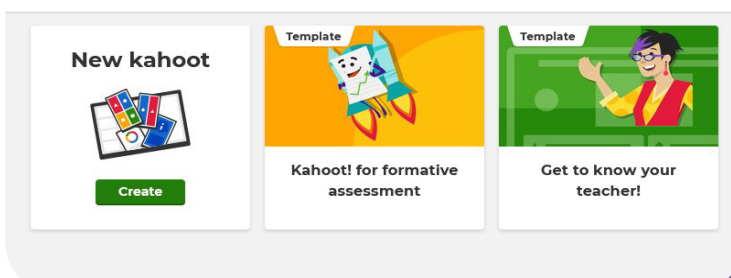 New kahoot
Create
Template
Kahoot! for formative
assessment
Template
Get to know your
teacher!